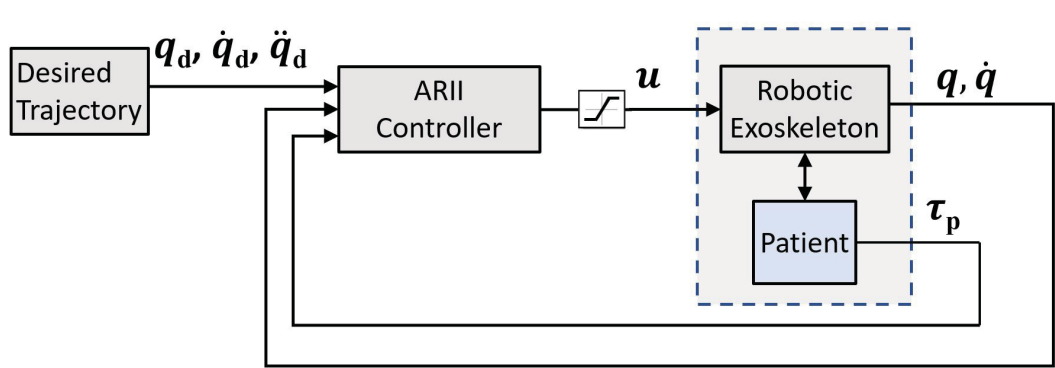 q_d, q̇_d, q̈_d
Desired
Trajectory
ARII
Controller
u
Robotic
Exoskeleton
q, q̇
τ_p
Patient